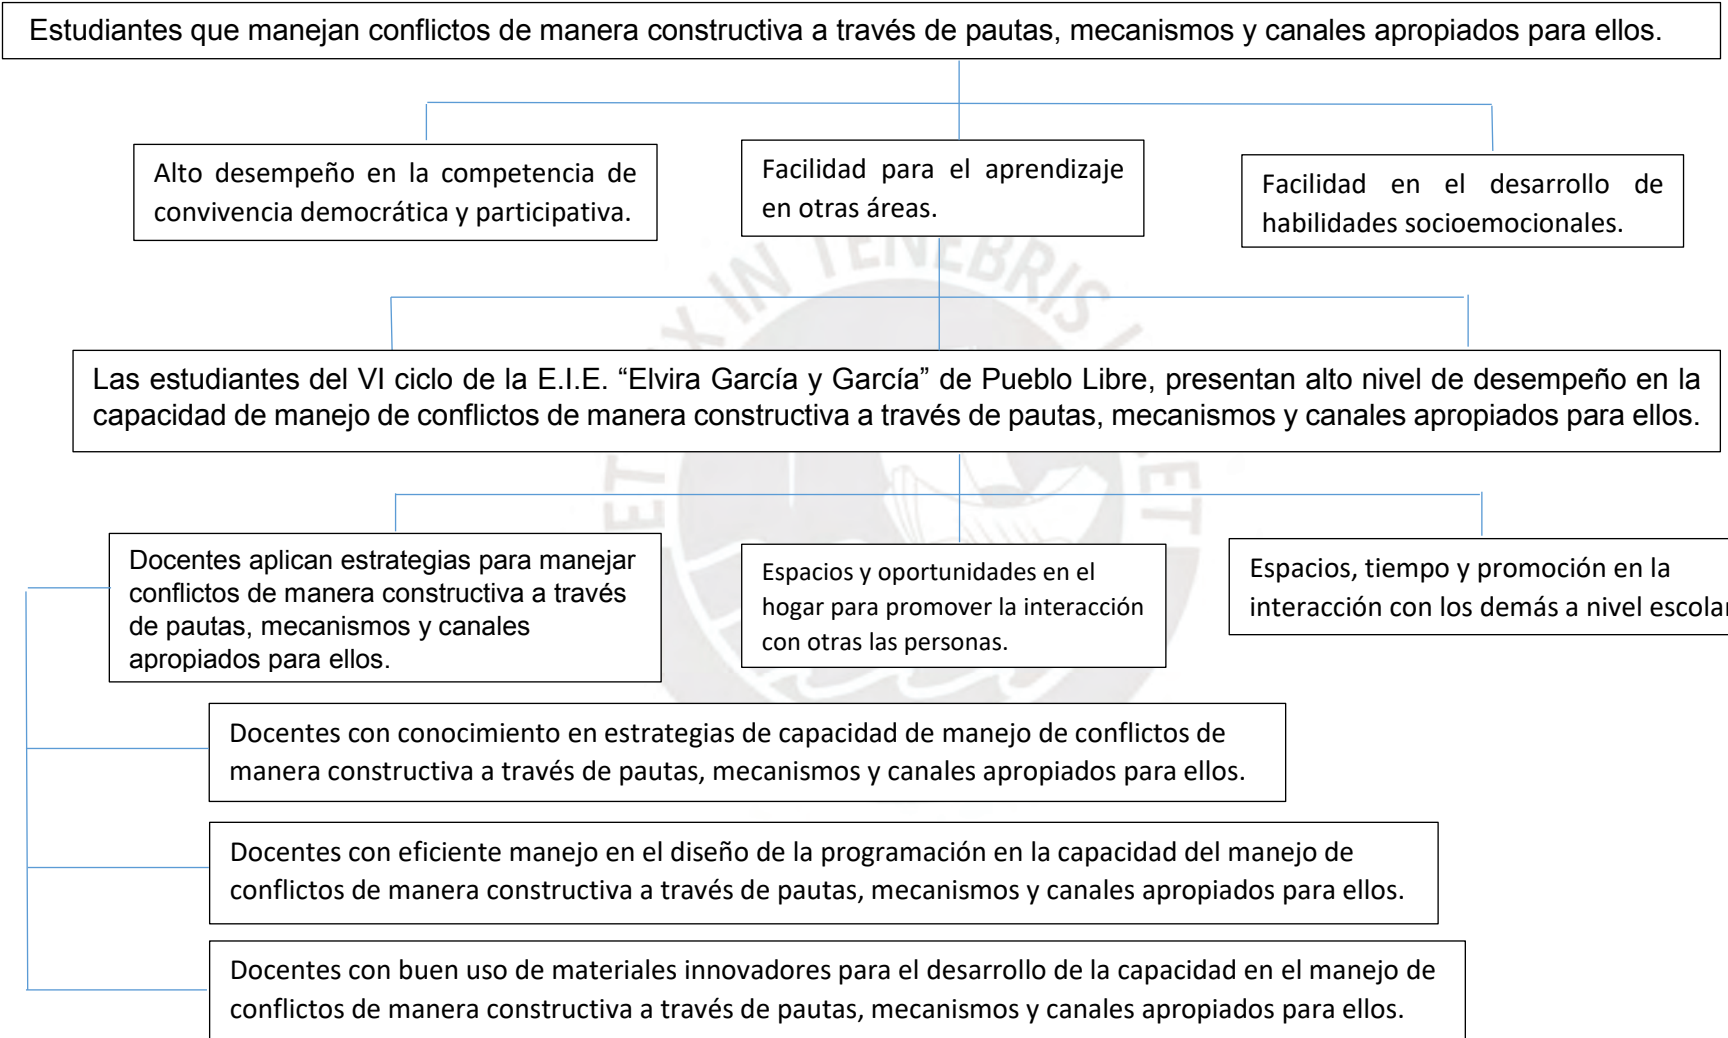 Estudiantes que manejan conflictos de manera constructiva a través de pautas, mecanismos y canales apropiados para ellos.
Alto desempeño en la competencia de
convivencia democrática y participativa.
Facilidad para el aprendizaje
en otras áreas.
Facilidad en el desarrollo de
habilidades socioemocionales.
IN TENEBRIS
Las estudiantes del VI ciclo de la E.I.E. “Elvira García y García” de Pueblo Libre, presentan alto nivel de desempeño en la
capacidad de manejo de conflictos de manera constructiva a través de pautas, mecanismos y canales apropiados para ellos.
ET
Docentes aplican estrategias para manejar
conflictos de manera constructiva a través
de pautas, mecanismos y canales
apropiados para ellos.
Espacios y oportunidades en el
hogar para promover la interacción
con otras las personas.
Espacios, tiempo y promoción en la
interacción con los demás a nivel escolar
Docentes con conocimiento en estrategias de capacidad de manejo de conflictos de
manera constructiva a través de pautas, mecanismos y canales apropiados para ellos.
Docentes con eficiente manejo en el diseño de la programación en la capacidad del manejo de
conflictos de manera constructiva a través de pautas, mecanismos y canales apropiados para ellos.
Docentes con buen uso de materiales innovadores para el desarrollo de la capacidad en el manejo de
conflictos de manera constructiva a través de pautas, mecanismos y canales apropiados para ellos.